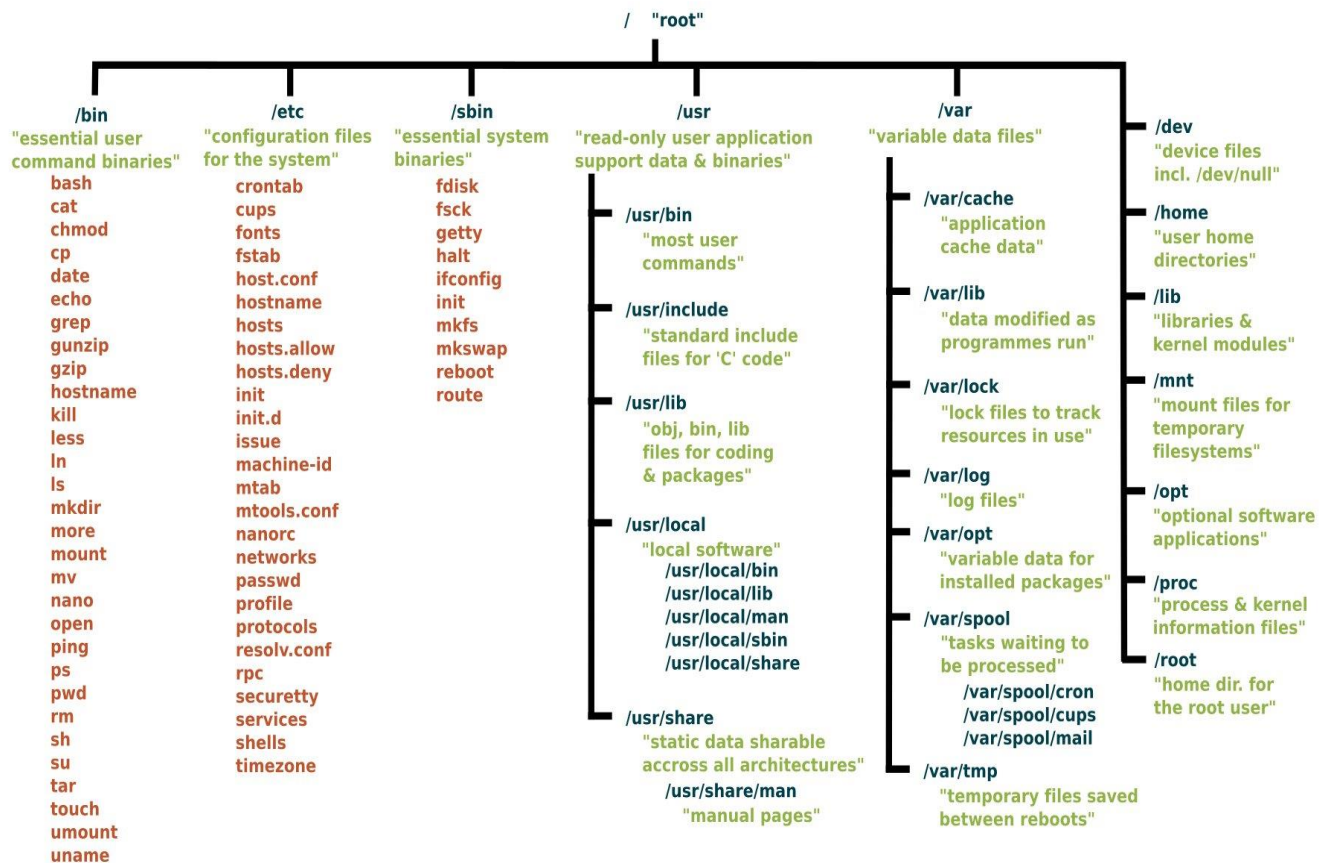 / "root"
/bin
"essential user
command binaries"
bash
cat
chmod
cp
date
echo
grep
gunzip
gzip
hostname
kill
less
ln
ls
mkdir
more
mount
mv
nano
open
ping
ps
pwd
rm
sh
su
tar
touch
umount
uname
/etc
"configuration files
for the system"
crontab
cups
fonts
fstab
host.conf
hostname
hosts
hosts.allow
hosts.deny
init
init.d
issue
machine-id
mtab
mtools.conf
nanorc
networks
passwd
profile
protocols
resolv.conf
rpc
securetty
services
shells
timezone
/sbin
"essential system
binaries"
fdisk
fsck
getty
halt
ifconfig
init
mkfs
mkswap
reboot
route
/usr
"read-only user application
support data & binaries"
/usr/bin
"most user
commands"
/usr/include
"standard include
files for 'C' code"
/usr/lib
"obj, bin, lib
files for coding
& packages"
/usr/local
"local software"
/usr/local/bin
/usr/local/lib
/usr/local/man
/usr/local/sbin
/usr/local/share
/usr/share
"static data sharable
accross all architectures"
/usr/share/man
"manual pages"
/var
"variable data files"
/var/cache
"application
cache data"
/var/lib
"data modified as
programmes run"
/var/lock
"lock files to track
resources in use"
/var/log
"log files"
/var/opt
"variable data for
installed packages"
/var/spool
"tasks waiting to
be processed"
/var/spool/cron
/var/spool/cups
/var/spool/mail
/var/tmp
"temporary files saved
between reboots"
/dev
"device files
incl. /dev/null"
/home
"user home
directories"
/lib
"libraries &
kernel modules"
/mnt
"mount files for
temporary
filesystems"
/opt
"optional software
applications"
/proc
"process & kernel
information files"
/root
"home dir. for
the root user"